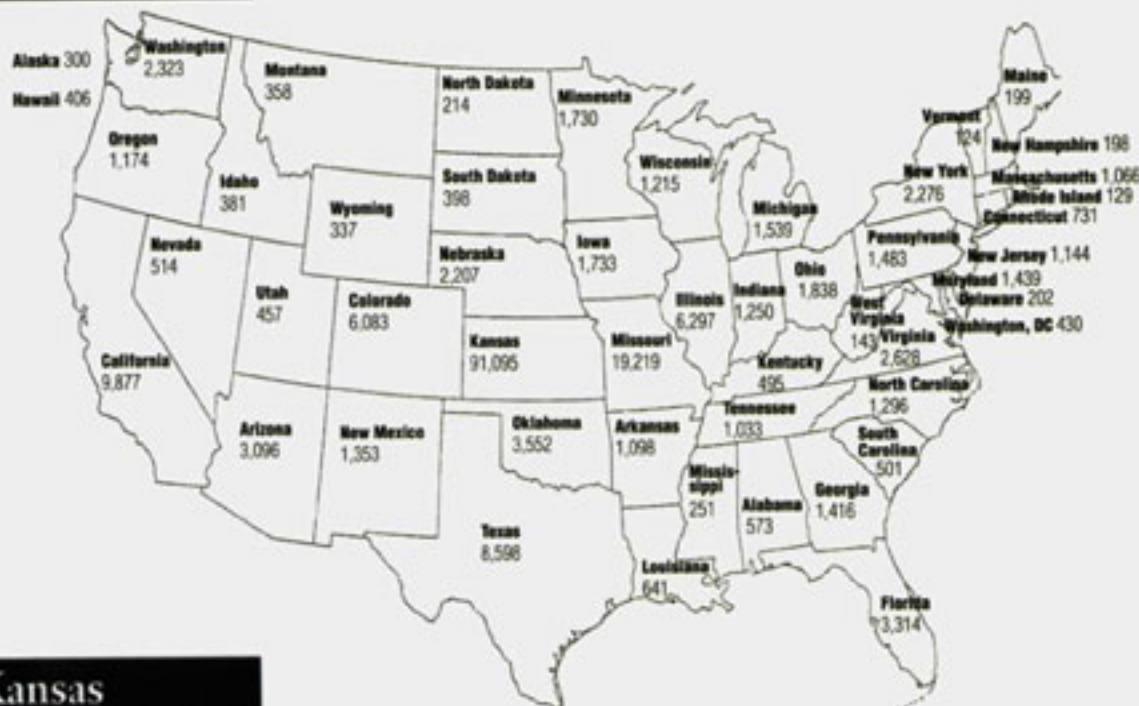 Alaska 300
Hawaii 406
Washington
2,323
Oregon
1,174
Montana
358
Idaho
381
Wyoming
337
North Dakota
214
South Dakota
398
Minnesota
1,730
Wisconsin
1,215
Michigan
1,539
Maine
199
Vermont
124
New Hampshire 198
Massachusetts 1,066
Rhode Island 129
Connecticut 731
New York
2,276
Pennsylvania
1,483
New Jersey 1,144
Maryland 1,439
Delaware 202
Washington, DC 430
Nevada
514
Utah
457
Colorado
6,083
Nebraska
2,207
Iowa
1,733
Illinois
6,297
Indiana
1,250
Ohio
1,838
West
Virginia
143
Virginia
2,628
California
9,877
Kansas
91,095
Missouri
19,219
Kentucky
495
North Carolina
1,296
Tennessee
1,033
South
Carolina
501
Arizona
3,096
New Mexico
1,353
Oklahoma
3,552
Arkansas
1,098
Missis-
sippi
251
Alabama
573
Georgia
1,416
Texas
8,598
Louisiana
641
Florida
3,314
Kansas